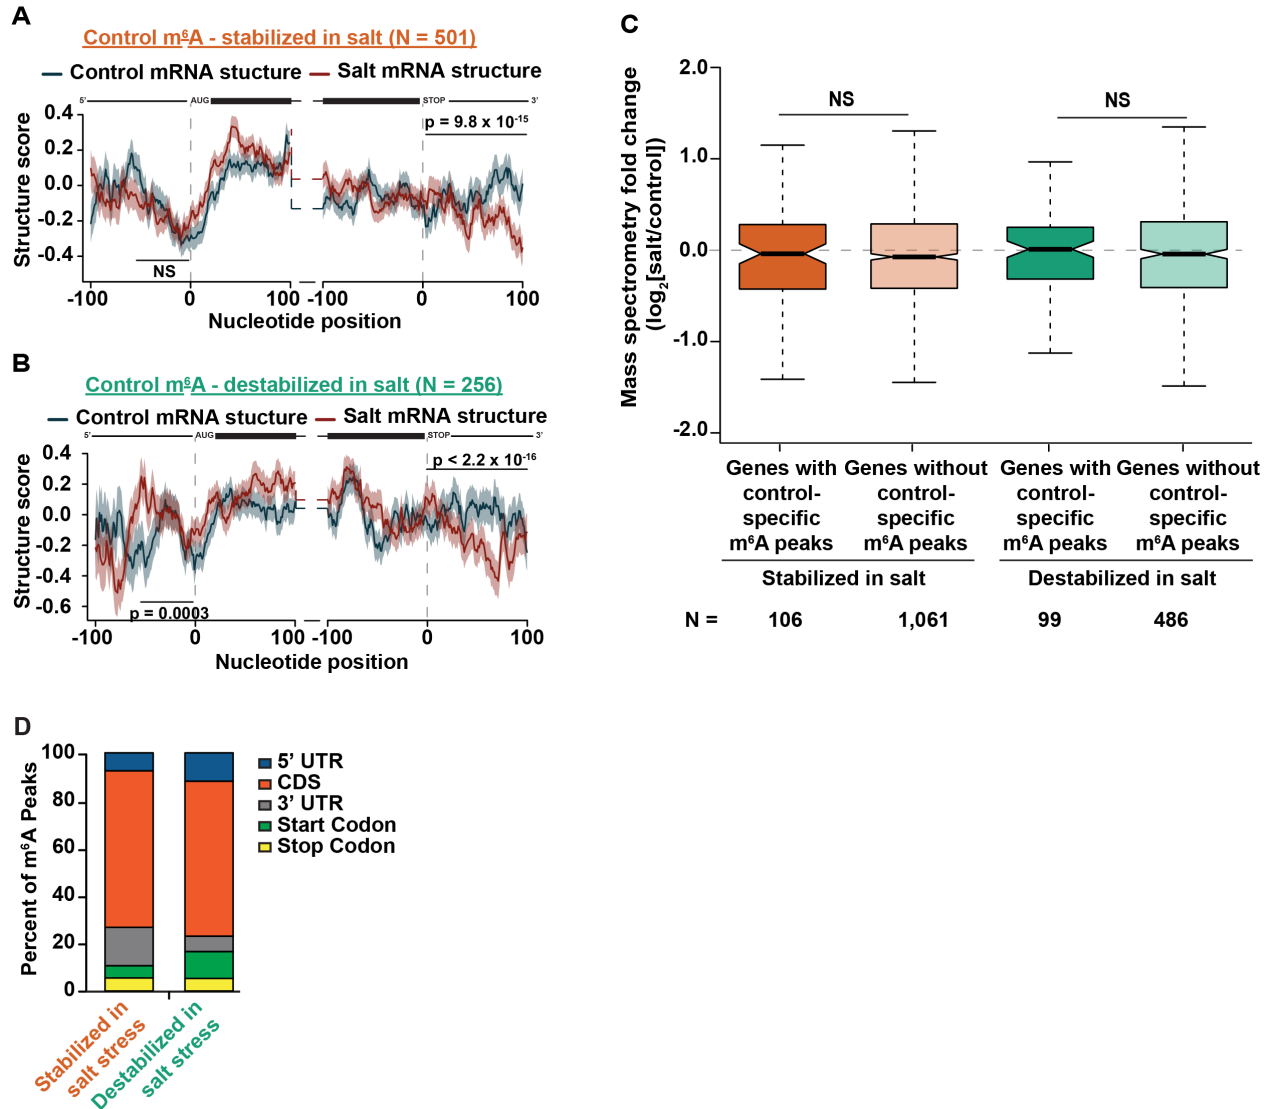 A
Control m⁶A - stabilized in salt (N = 501)
Control mRNA stucture
Salt mRNA structure
5'
AUG
STOP
3'
p = 9.8 x 10⁻¹⁵
NS
Structure score
0.4
0.2
0.0
-0.2
-0.4
-100
0
100
-100
0
100
Nucleotide position
B
Control m⁶A - destabilized in salt (N = 256)
Control mRNA stucture
Salt mRNA structure
5'
AUG
STOP
3'
p < 2.2 x 10⁻¹⁶
p = 0.0003
Structure score
0.4
0.2
0.0
-0.2
-0.4
-0.6
-100
0
100
-100
0
100
Nucleotide position
C
Mass spectrometry fold change
(log₂[salt/control])
2.0
1.0
0.0
-1.0
-2.0
NS
NS
Genes with
control-
specific
m⁶A peaks
Genes without
control-
specific
m⁶A peaks
Genes with
control-
specific
m⁶A peaks
Genes without
control-
specific
m⁶A peaks
Stabilized in salt
Destabilized in salt
N =
106
1,061
99
486
D
Percent of m⁶A Peaks
100
80
60
40
20
0
5' UTR
CDS
3' UTR
Start Codon
Stop Codon
Stabilized in
salt stress
Destabilized in
salt stress